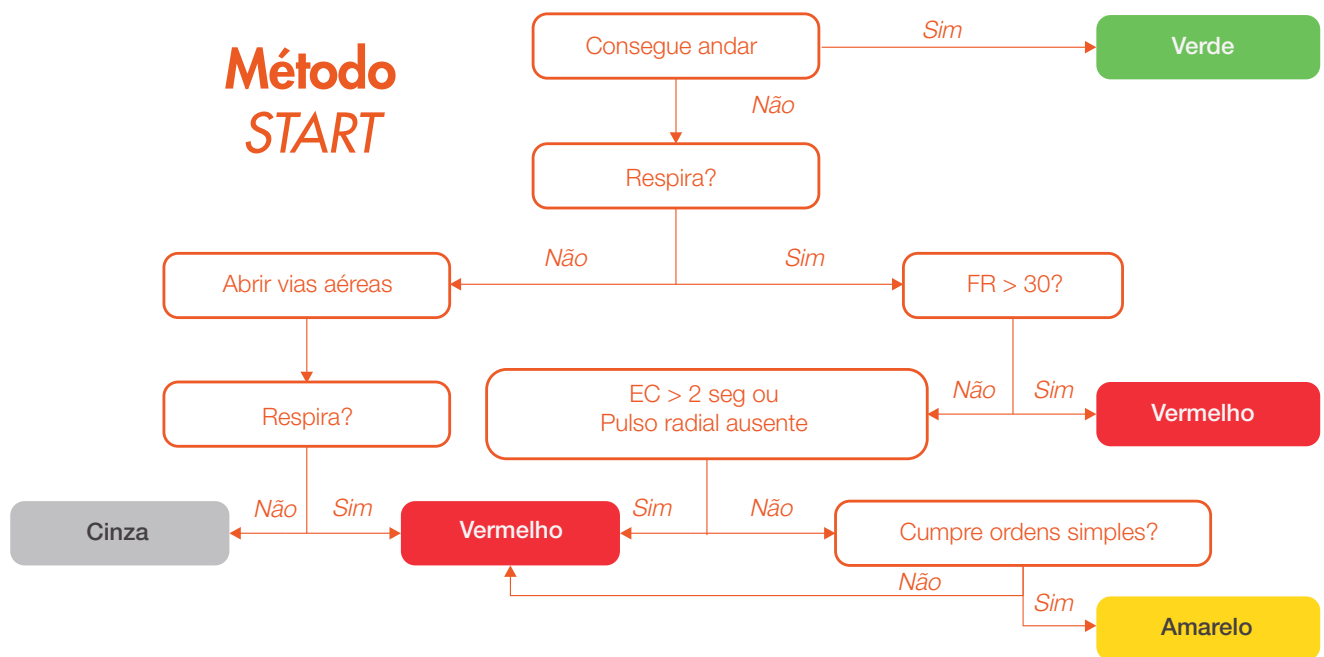 Método
START
Consegue andar
Sim
Verde
Não
Respira?
Não
Sim
Abrir vias aéreas
FR > 30?
Respira?
EC > 2 seg ou
Pulso radial ausente
Não
Sim
Vermelho
Não
Sim
Cinza
Vermelho
Sim
Não
Cumpre ordens simples?
Não
Sim
Amarelo